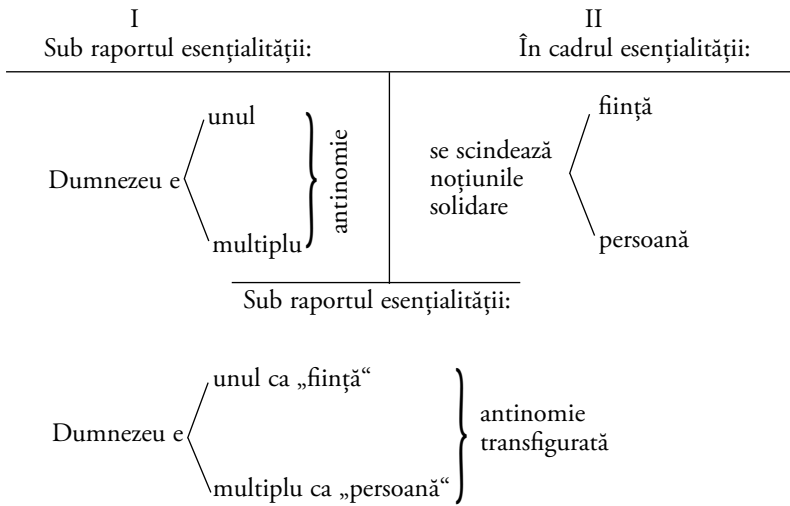 I
Sub raportul esențialității:
Dumnezeu e
unul
multiplu
antinomie
II
În cadrul esențialității:
se scindează
noțiunile
solidare
ființă
persoană
Sub raportul esențialității:
Dumnezeu e
unul ca „ființă“
multiplu ca „persoană“
antinomie
transfigurată